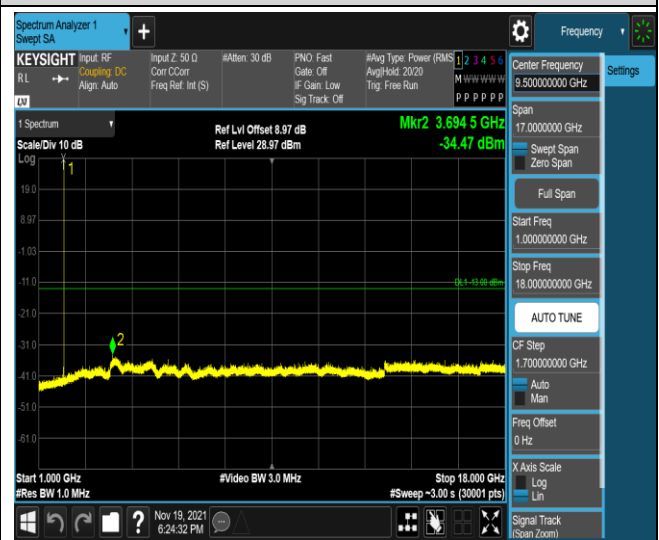 Spectrum Analyzer 1
Swept SA
+
Frequency
KEYSIGHT
RL
LXI
Input: RF
Coupling: DC
Align: Auto
Input Z: 50 Ω
Corr CCorr
Freq Ref: Int (S)
#Atten: 30 dB
PNO: Fast
Gate: Off
IF Gain: Low
Sig Track: Off
#Avg Type: Power (RMS
Avg|Hold: 20/20
Trig: Free Run
1 2 3 4 5 6
M W W W W W
P P P P P P
1 Spectrum
Scale/Div 10 dB
Log
Ref Lvl Offset 8.97 dB
Ref Level 28.97 dBm
Mkr2 3.694 5 GHz
-34.47 dBm
1
19.0
8.97
-1.03
-11.0
DL1 -13.00 dBm
-21.0
-31.0
2
-41.0
-51.0
-61.0
Start 1.000 GHz
#Res BW 1.0 MHz
#Video BW 3.0 MHz
Stop 18.000 GHz
#Sweep ~3.00 s (30001 pts)
Nov 19, 2021
6:24:32 PM
?
Center Frequency
9.500000000 GHz
Span
17.0000000 GHz
Swept Span
Zero Span
Full Span
Start Freq
1.000000000 GHz
Stop Freq
18.00000000 GHz
AUTO TUNE
CF Step
1.700000000 GHz
Auto
Man
Freq Offset
0 Hz
X Axis Scale
Log
Lin
Signal Track
(Span Zoom)
Settings